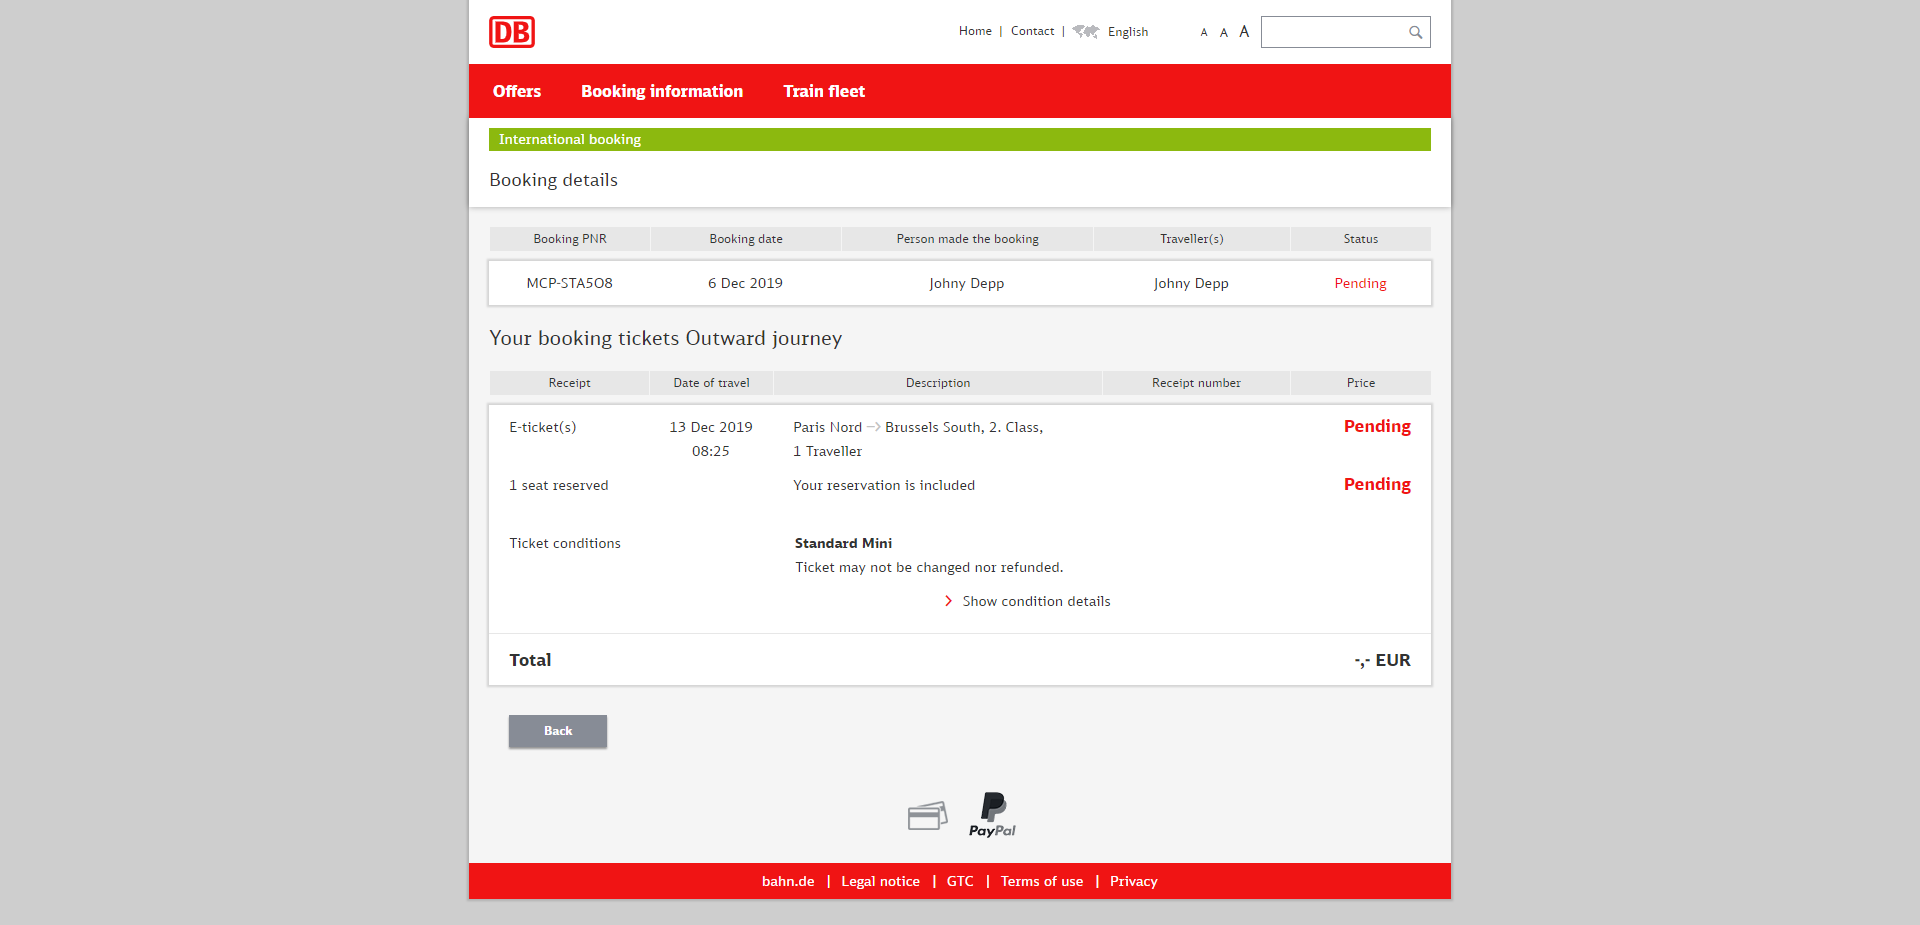 DB
Home | Contact | English A A A
Offers Booking information Train fleet
International booking
Booking details
Booking PNR Booking date Person made the booking Traveller(s) Status
MCP-STA5O8 6 Dec 2019 Johny Depp Johny Depp Pending
Your booking tickets Outward journey
Receipt Date of travel Description Receipt number Price
E-ticket(s) 13 Dec 2019 Paris Nord → Brussels South, 2. Class, Pending
08:25 1 Traveller
1 seat reserved Your reservation is included Pending
Ticket conditions Standard Mini
Ticket may not be changed nor refunded.
Show condition details
Total -,- EUR
Back
PayPal
bahn.de | Legal notice | GTC | Terms of use | Privacy